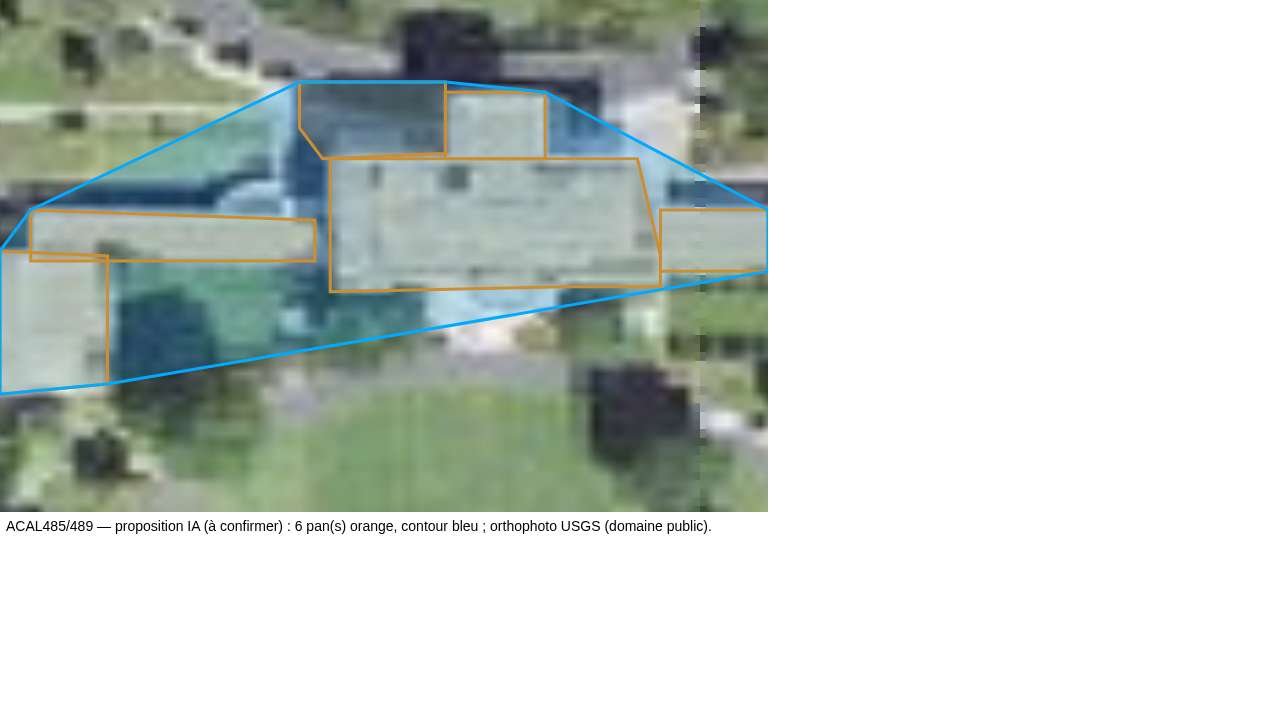 ACAL485/489 — proposition IA (à confirmer) : 6 pan(s) orange, contour bleu ; orthophoto USGS (domaine public).